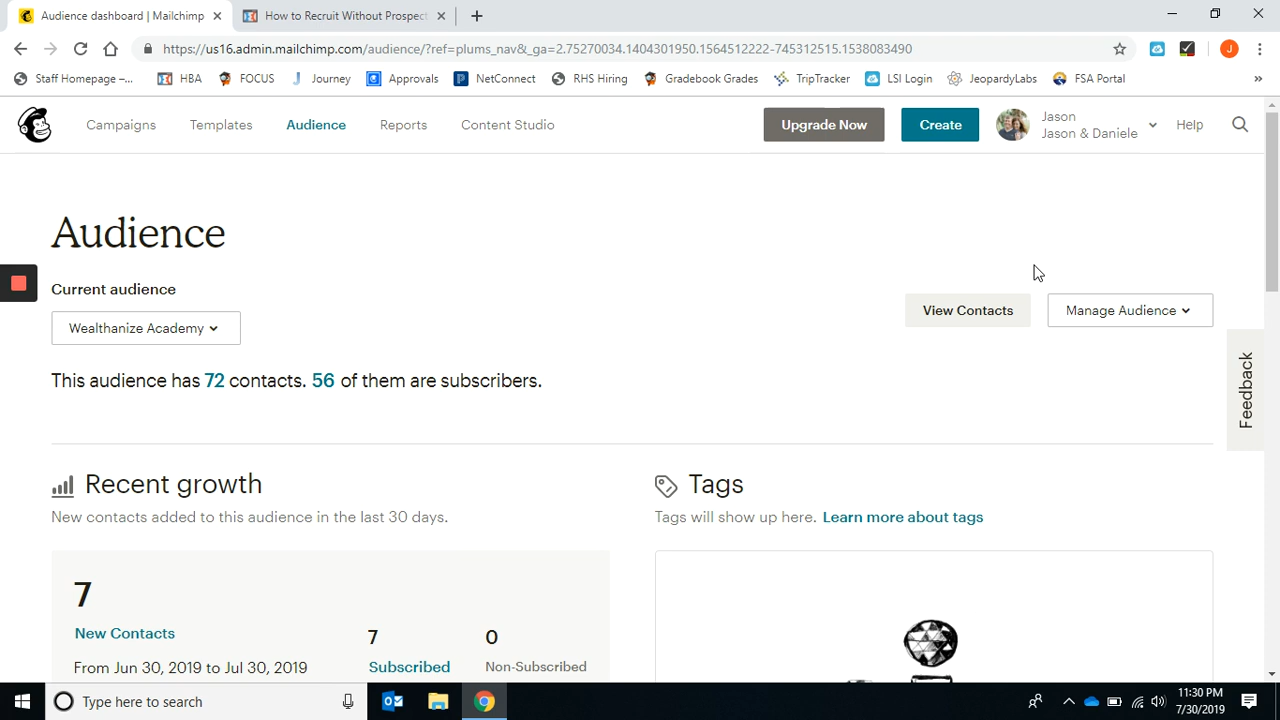 Audience dashboard | Mailchimp
How to Recruit Without Prospect
https://us16.admin.mailchimp.com/audience/?ref=plums_nav&_ga=2.75270034.1404301950.1564512222-745312515.1538083490
J
Staff Homepage –... HBA FOCUS Journey Approvals NetConnect RHS Hiring Gradebook Grades TripTracker LSI Login JeopardyLabs FSA Portal »
Campaigns Templates Audience Reports Content Studio Upgrade Now Create Jason Help
Jason & Daniele
Audience
Current audience
Wealthanize Academy
View Contacts Manage Audience
This audience has 72 contacts. 56 of them are subscribers.
Feedback
Recent growth
New contacts added to this audience in the last 30 days.
Tags
Tags will show up here. Learn more about tags
7
New Contacts
From Jun 30, 2019 to Jul 30, 2019
7
Subscribed
0
Non-Subscribed
Type here to search
11:30 PM
7/30/2019